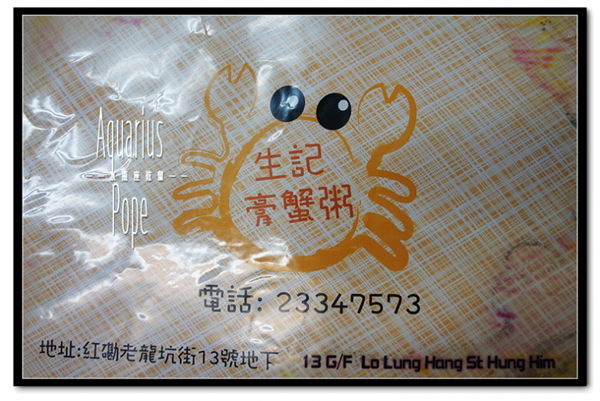 Aquarius
Pope
生記
膏蟹粥
電話: 23347573
地址:紅磡老龍坑街13號地下 13 G/F Lo Lung Hang St Hung Him